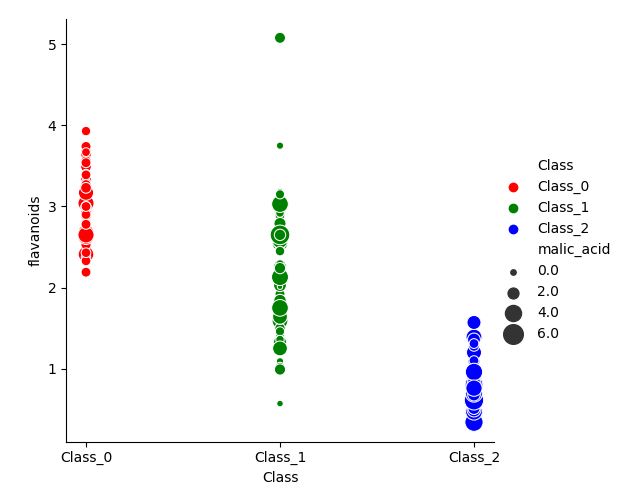 5
4
3
2
1
flavanoids
Class_0
Class_1
Class_2
Class
Class
Class_0
Class_1
Class_2
malic_acid
0.0
2.0
4.0
6.0